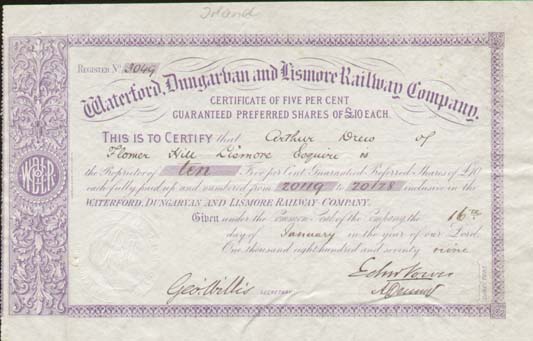 Ireland
REGISTER No. 3049
Waterford, Dungarvan and Lismore Railway Company.
CERTIFICATE OF FIVE PER CENT
GUARANTEED PREFERRED SHARES OF £10 EACH.
THIS IS TO CERTIFY that Arthur Drew of
Flower Hill Lismore Esquire is
the Proprietor of ten Five per Cent Guaranteed Preferred Shares of £10
each fully paid up and numbered from 20119 to 20128 inclusive in the
WATERFORD, DUNGARVAN AND LISMORE RAILWAY COMPANY.
Given under the Common Seal of the Company the 16th
day of January in the year of our Lord
One thousand eight hundred and seventy nine
Geo. Willis SECRETARY